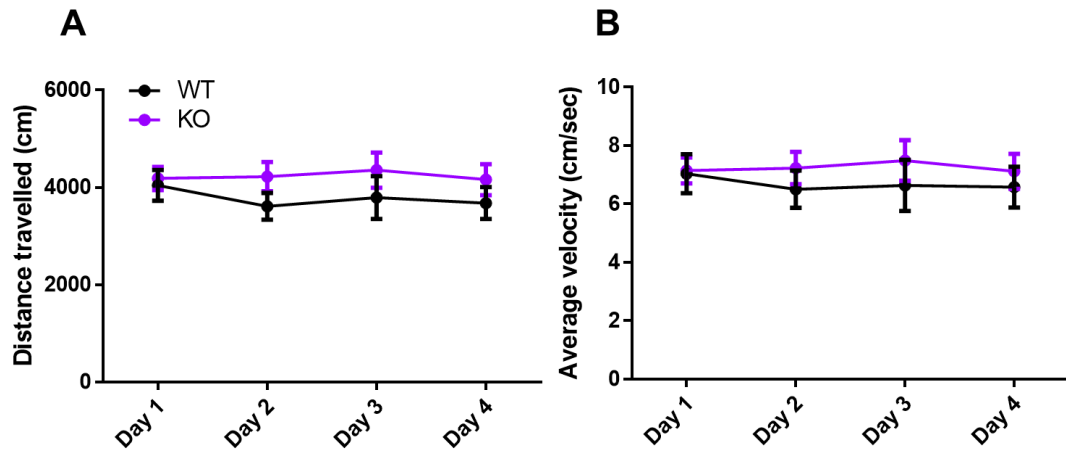 A
Distance travelled (cm)
6000
4000
2000
0
WT
KO
Day 1
Day 2
Day 3
Day 4
B
Average velocity (cm/sec)
10
8
6
4
2
0
Day 1
Day 2
Day 3
Day 4